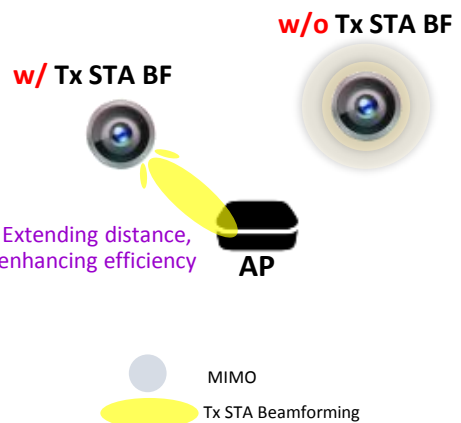 w/o Tx STA BF
w/ Tx STA BF
Extending distance,
enhancing efficiency
AP
MIMO
Tx STA Beamforming